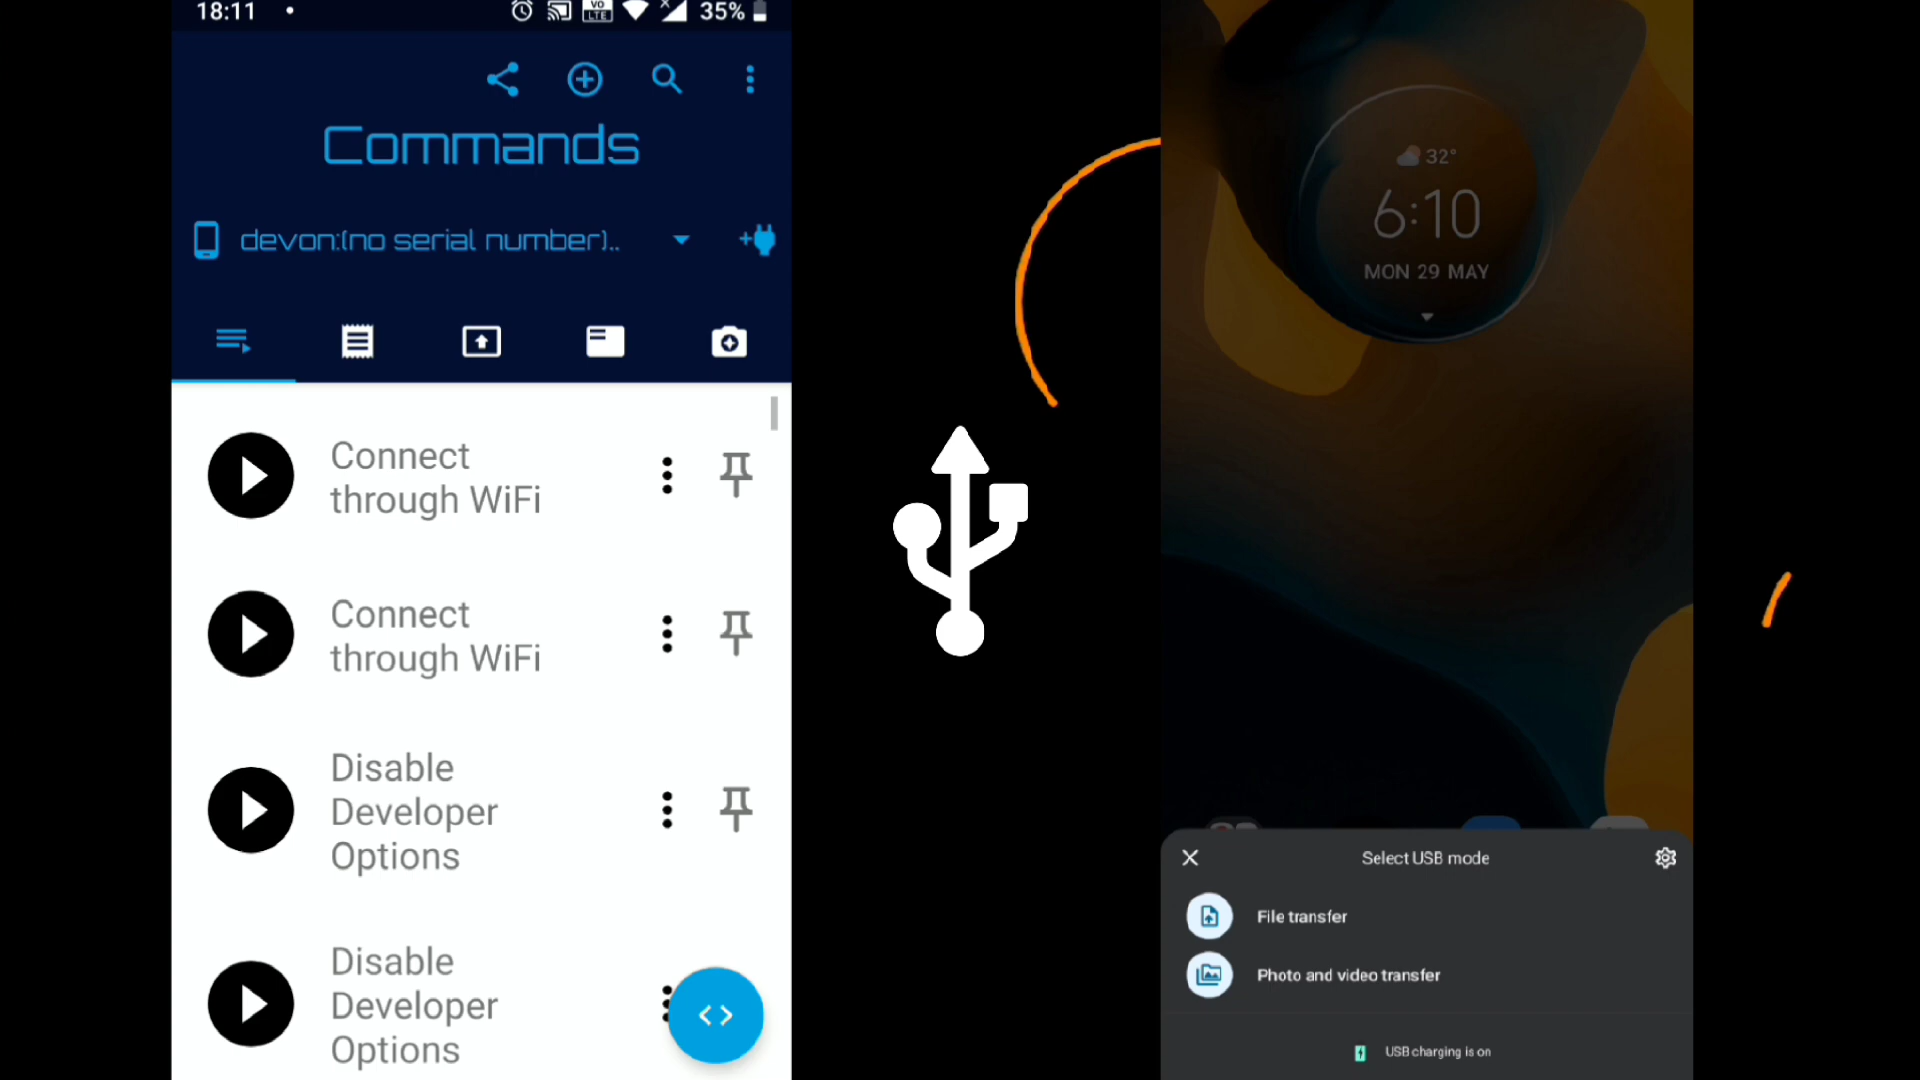 18:11
VO
LTE
35%
Commands
devon:(no serial number)..
Connect
through WiFi
Connect
through WiFi
Disable
Developer
Options
Disable
Developer
Options
32°
6:10
MON 29 MAY
Select USB mode
File transfer
Photo and video transfer
USB charging is on